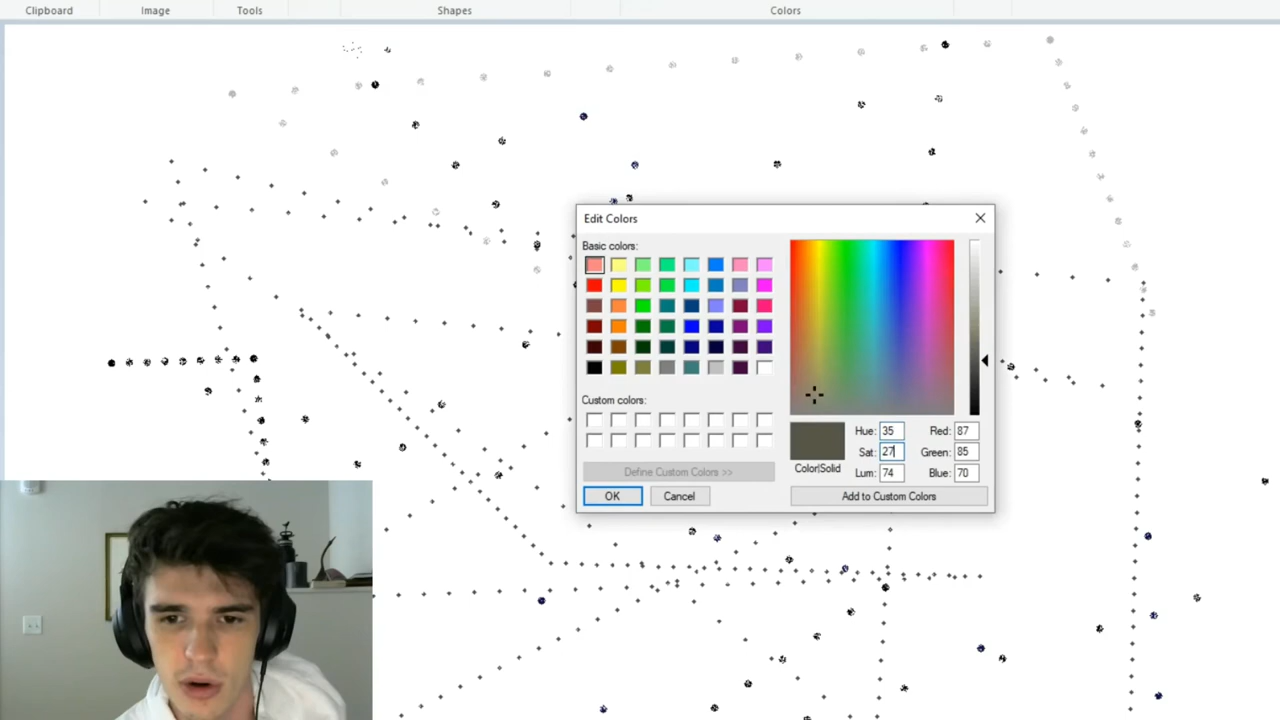 Clipboard Image Tools Shapes Colors
Edit Colors
Basic colors:
Custom colors:
Define Custom Colors >>
OK Cancel
Hue: 35 Red: 87
Sat: 27 Green: 85
Color|Solid
Lum: 74 Blue: 70
Add to Custom Colors